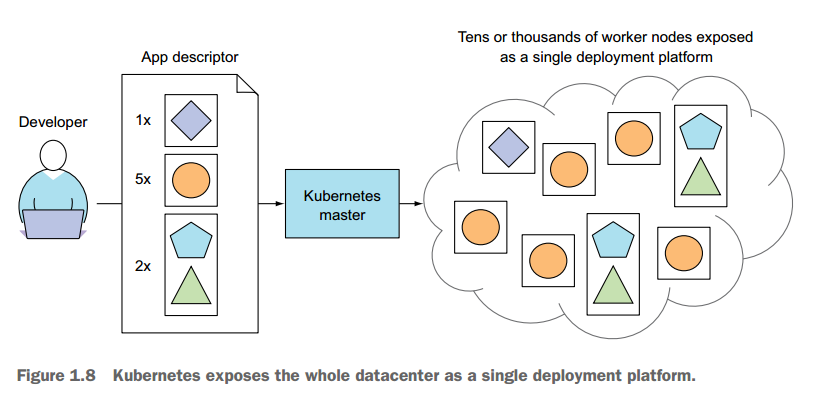 Tens or thousands of worker nodes exposed
as a single deployment platform
App descriptor
Developer
1x
5x
Kubernetes
master
2x
Figure 1.8 Kubernetes exposes the whole datacenter as a single deployment platform.